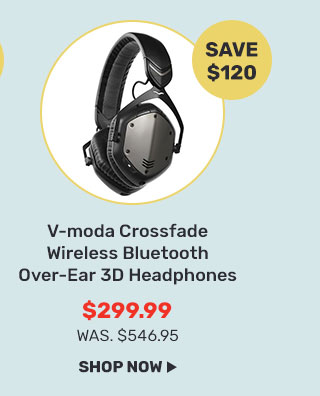 SAVE
$120
V-moda Crossfade
Wireless Bluetooth
Over-Ear 3D Headphones
$299.99
WAS. $546.95
SHOP NOW ▶